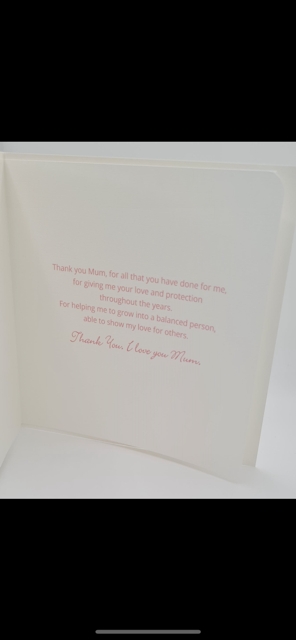 Thank you Mum, for all that you have done for me,
for giving me your love and protection
throughout the years.
For helping me to grow into a balanced person,
able to show my love for others.
Thank You, I love you Mum.